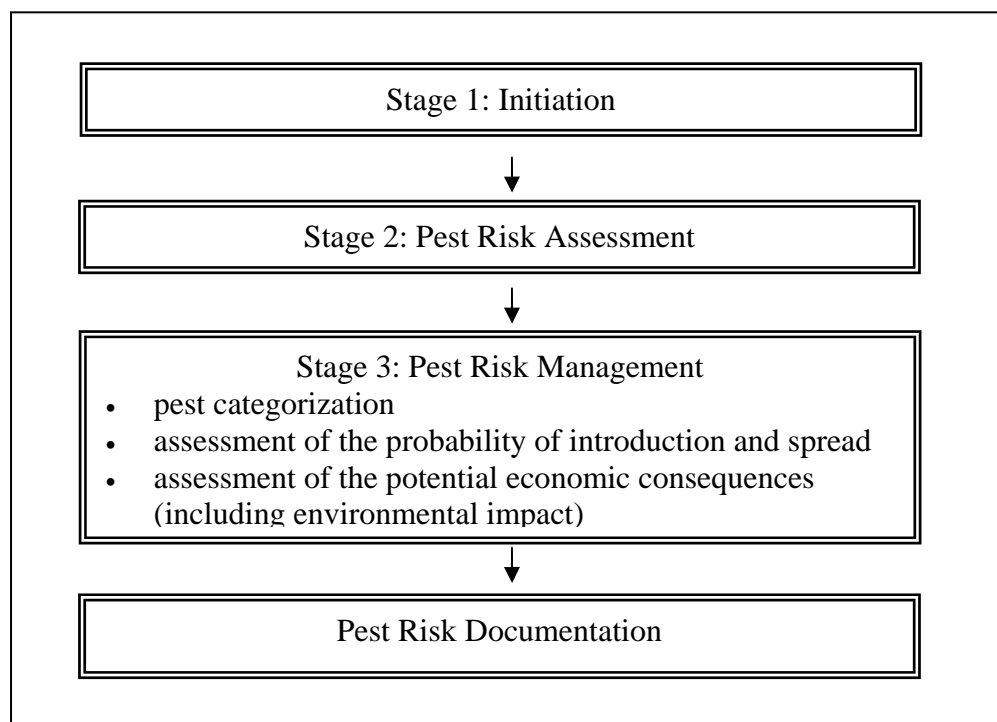 Stage 1: Initiation
Stage 2: Pest Risk Assessment
Stage 3: Pest Risk Management
• pest categorization
• assessment of the probability of introduction and spread
• assessment of the potential economic consequences
(including environmental impact)
Pest Risk Documentation